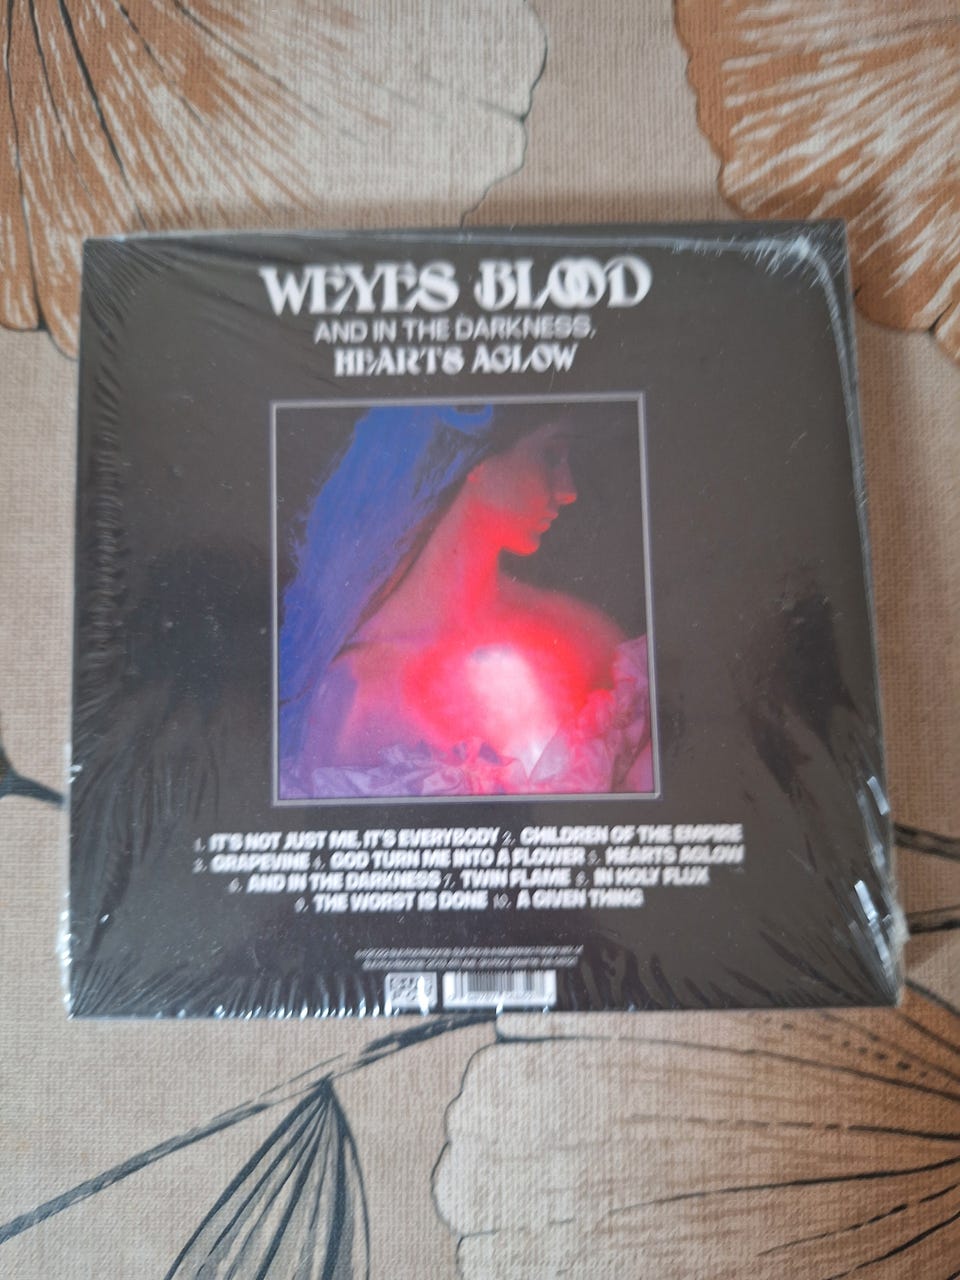 WEYES BLOOD
AND IN THE DARKNESS,
HEARTS AGLOW
1. IT'S NOT JUST ME, IT'S EVERYBODY 2. CHILDREN OF THE EMPIRE
3. GRAPEVINE 4. GOD TURN ME INTO A FLOWER 5. HEARTS AGLOW
6. AND IN THE DARKNESS 7. TWIN FLAME 8. IN HOLY FLUX
9. THE WORST IS DONE 10. A GIVEN THING